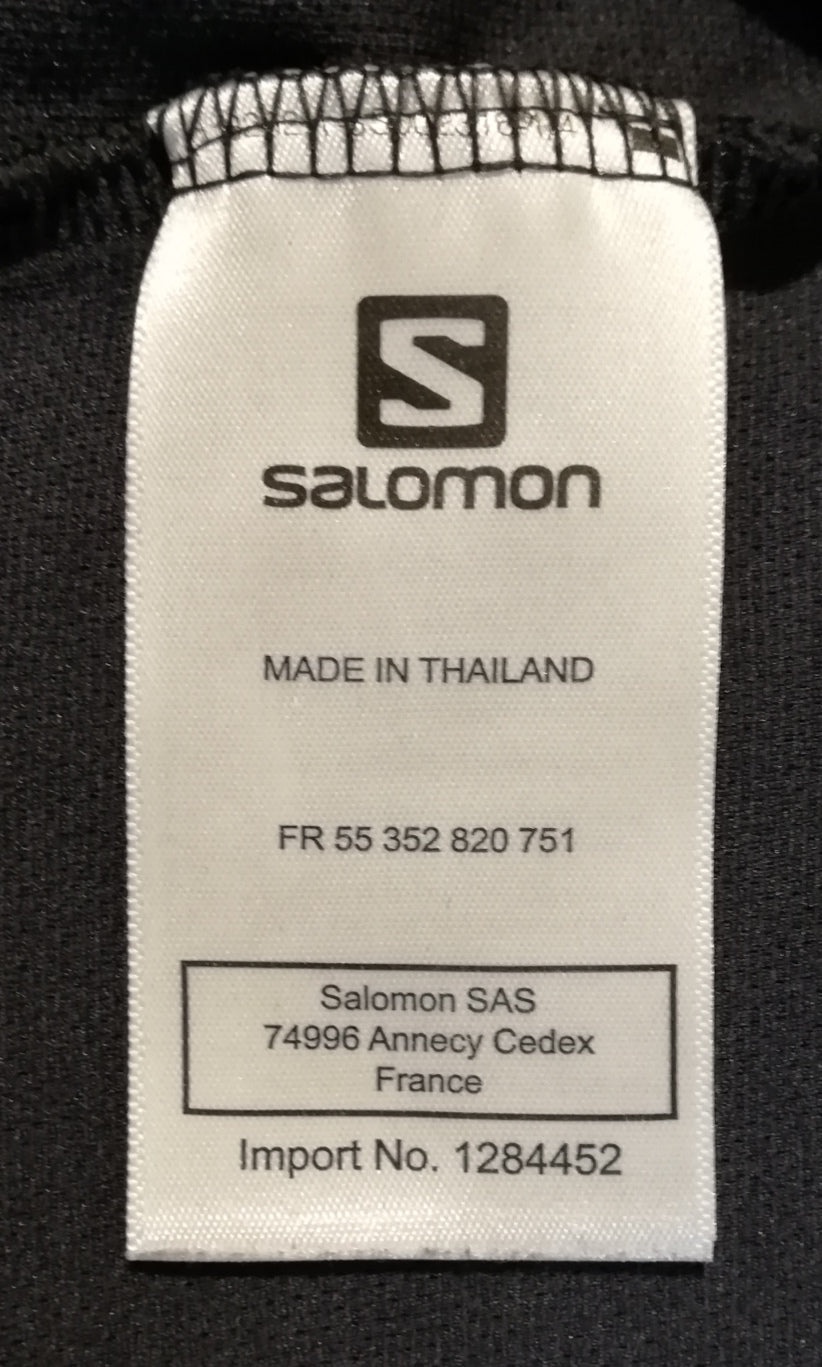 S
salomon
MADE IN THAILAND
FR 55 352 820 751
Salomon SAS
74996 Annecy Cedex
France
Import No. 1284452